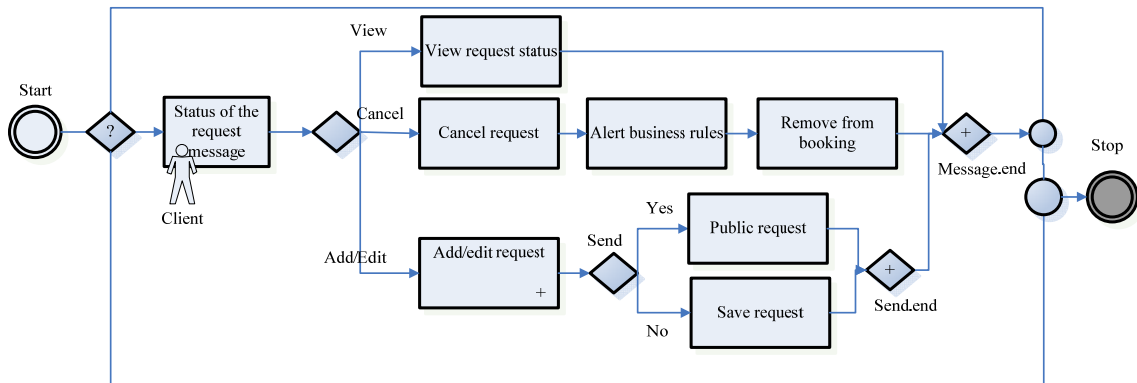 Start
?
Status of the
request
message
Client
View
View request status
Cancel
Cancel request
Alert business rules
Remove from
booking
+
Message.end
Stop
Add/Edit
Add/edit request
+
Send
Yes
Public request
No
Save request
+
Send.end